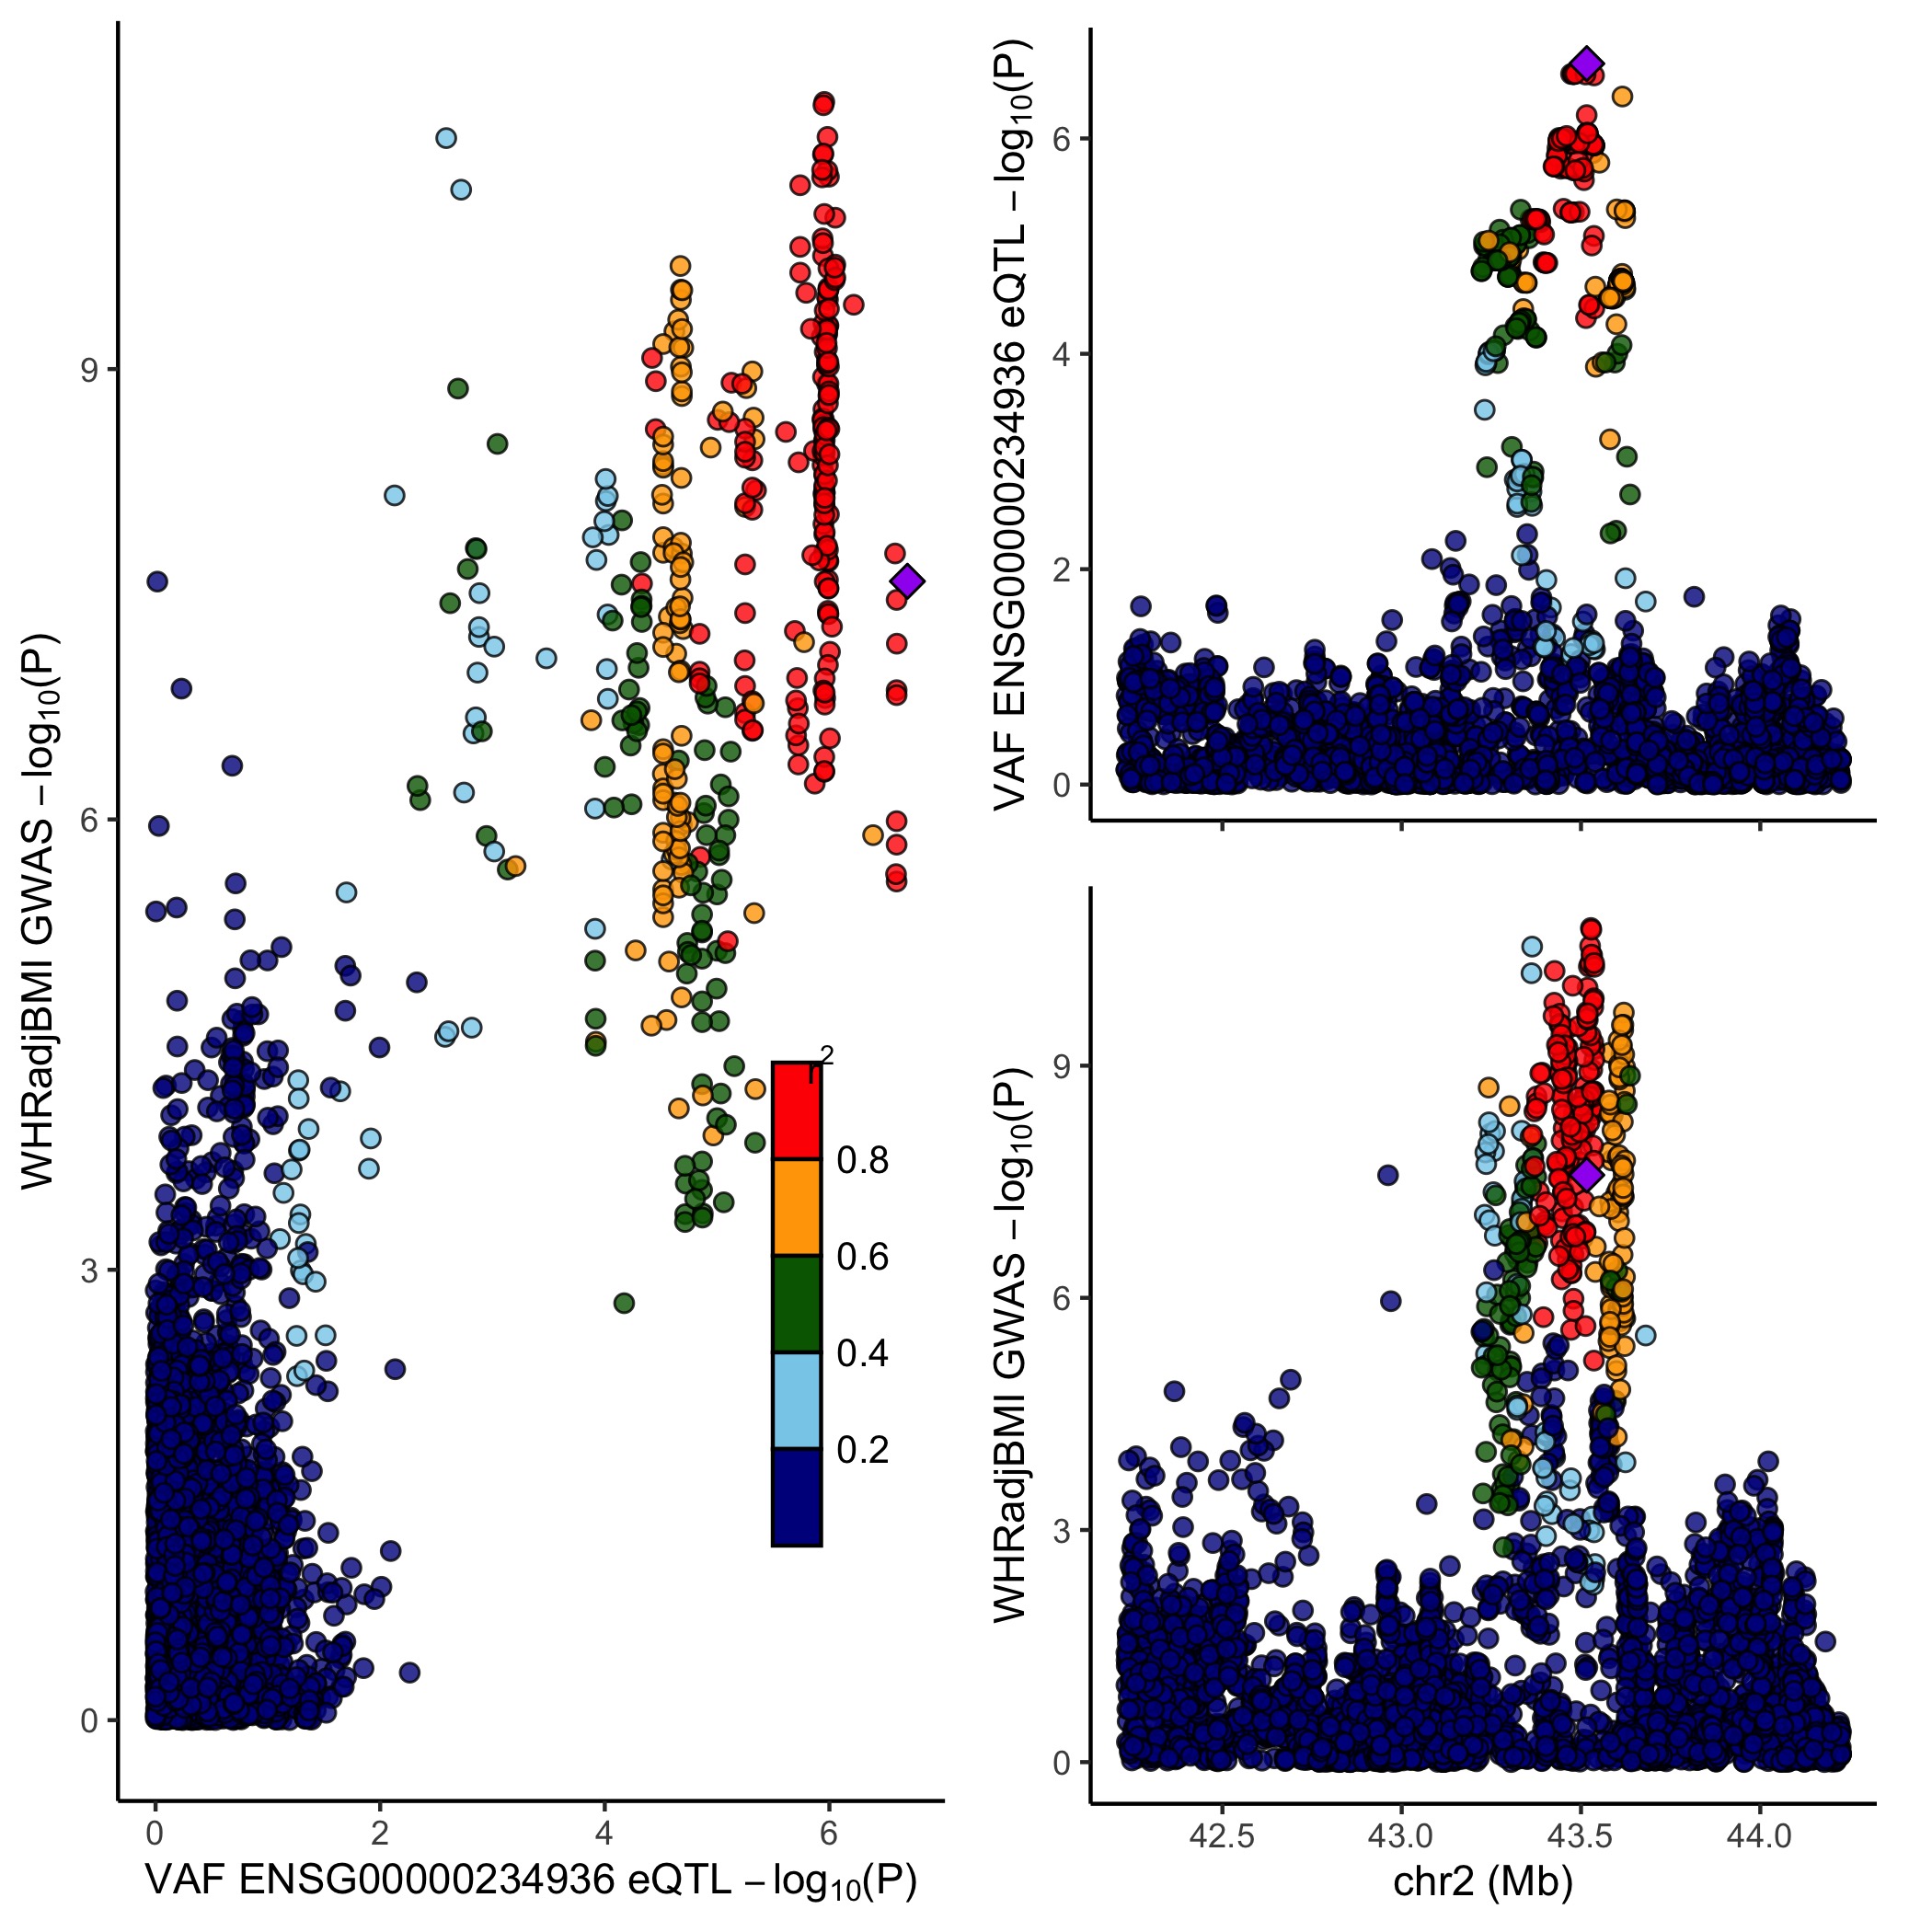 WHRadjBMI GWAS –log10(P)
9
6
3
0
0 2 4 6
VAF ENSG00000234936 eQTL –log10(P)
r2
0.8
0.6
0.4
0.2
VAF ENSG00000234936 eQTL –log10(P)
6
4
2
0
WHRadjBMI GWAS –log10(P)
9
6
3
0
42.5 43.0 43.5 44.0
chr2 (Mb)